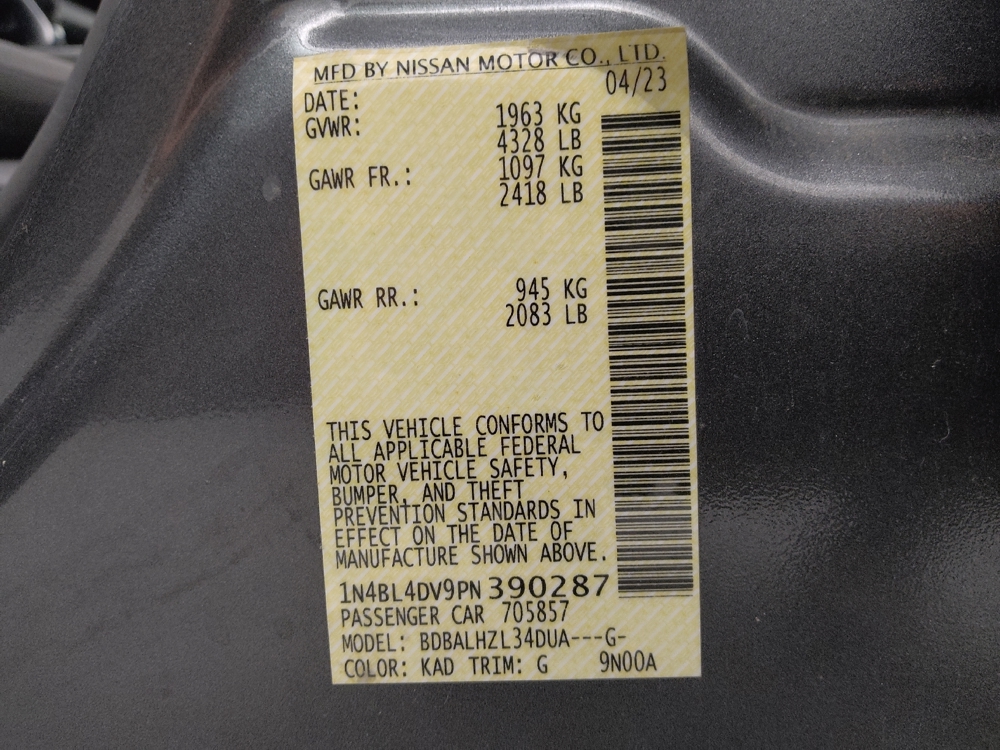 MFD BY NISSAN MOTOR CO., LTD.
DATE: 04/23
GVWR: 1963 KG
4328 LB
GAWR FR.: 1097 KG
2418 LB
GAWR RR.: 945 KG
2083 LB
THIS VEHICLE CONFORMS TO
ALL APPLICABLE FEDERAL
MOTOR VEHICLE SAFETY,
BUMPER, AND THEFT
PREVENTION STANDARDS IN
EFFECT ON THE DATE OF
MANUFACTURE SHOWN ABOVE.
1N4BL4DV9PN390287
PASSENGER CAR 705857
MODEL: BDBALHZL34DUA---G-
COLOR: KAD TRIM: G 9N00A